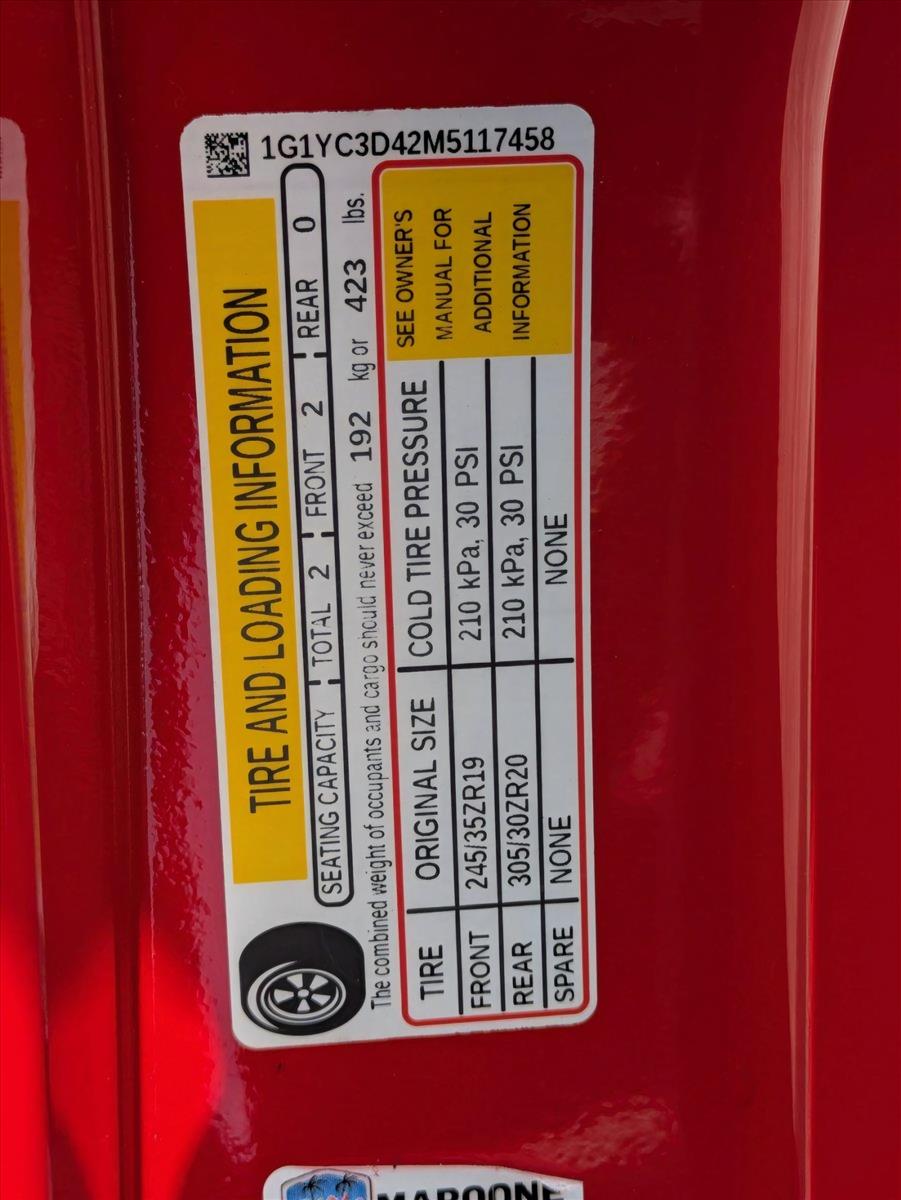 1G1YC3D42M5117458
TIRE AND LOADING INFORMATION
SEATING CAPACITY TOTAL 2 FRONT 2 REAR 0
The combined weight of occupants and cargo should never exceed 192 kg or 423 lbs.
TIRE ORIGINAL SIZE COLD TIRE PRESSURE
FRONT 245/35ZR19 210 kPa, 30 PSI
REAR 305/30ZR20 210 kPa, 30 PSI
SPARE NONE NONE
SEE OWNER'S
MANUAL FOR
ADDITIONAL
INFORMATION
MAROONE